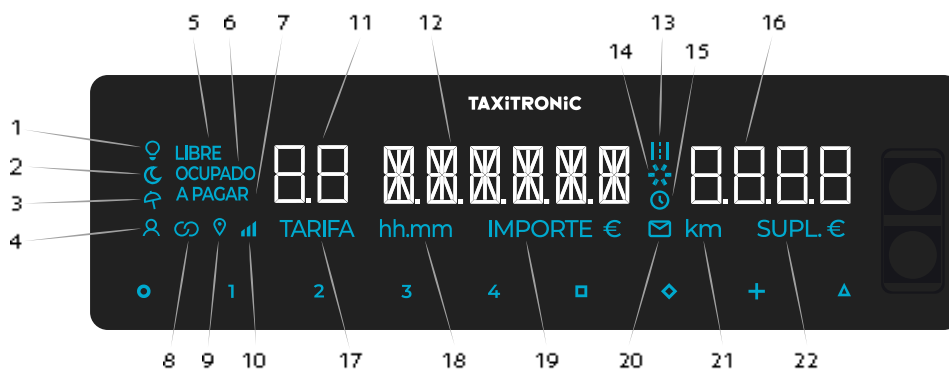 5 6 7 11 12 13 16
14 15
TAXiTRONiC
1
LIBRE
2
OCUPADO
3
A PAGAR
4
TARIFA hh.mm IMPORTE € km SUPL. €
1 2 3 4
8 9 10 17 18 19 20 21 22